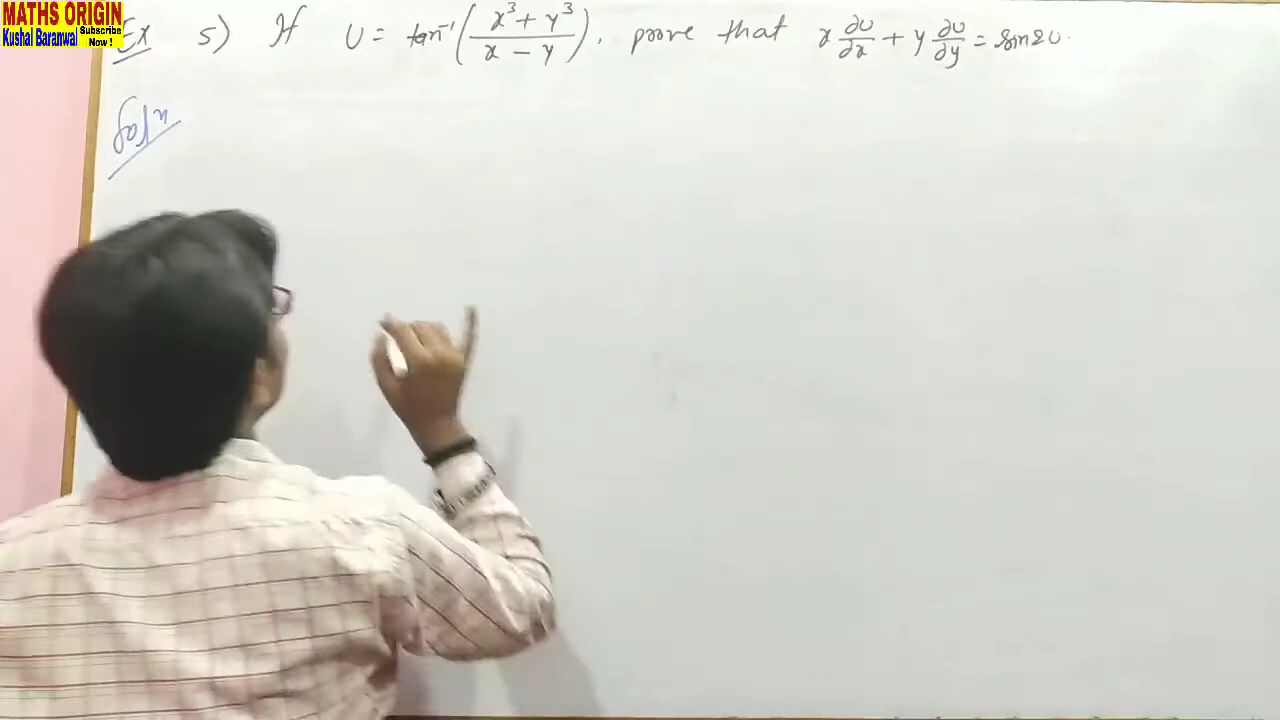 MATHS ORIGIN
Kushal Baranwal Subscribe Now !
Ex 5) If U = tan⁻¹((x³ + y³)/(x − y)), prove that x ∂U/∂x + y ∂U/∂y = sin2U.
Solⁿ